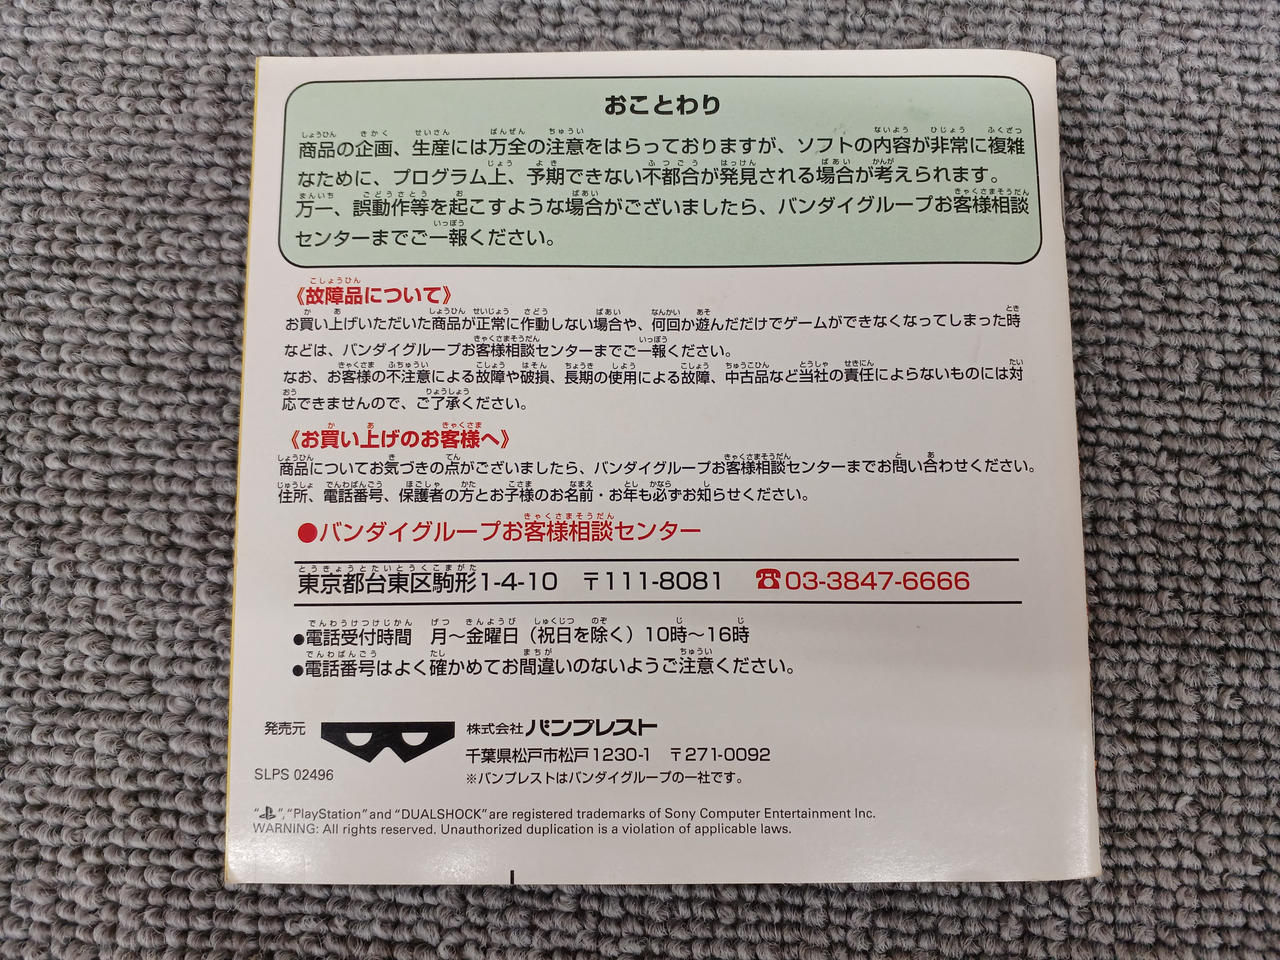 おことわり
商品の企画、生産には万全の注意をはらっておりますが、ソフトの内容が非常に複雑
なために、プログラム上、予期できない不都合が発見される場合が考えられます。
万一、誤動作等を起こすような場合がございましたら、バンダイグループお客様相談
センターまでご一報ください。
《故障品について》
お買い上げいただいた商品が正常に作動しない場合や、何回か遊んだだけでゲームができなくなってしまった時
などは、バンダイグループお客様相談センターまでご一報ください。
なお、お客様の不注意による故障や破損、長期の使用による故障、中古品など当社の責任によらないものには対
応できませんので、ご了承ください。
《お買い上げのお客様へ》
商品についてお気づきの点がございましたら、バンダイグループお客様相談センターまでお問い合わせください。
住所、電話番号、保護者の方とお子様のお名前・お年も必ずお知らせください。
●バンダイグループお客様相談センター
東京都台東区駒形1-4-10 〒111-8081 ☎03-3847-6666
●電話受付時間 月～金曜日（祝日を除く）10時～16時
●電話番号はよく確かめてお間違いのないようご注意ください。
発売元 株式会社 バンプレスト
千葉県松戸市松戸1230-1 〒271-0092
※バンプレストはバンダイグループの一社です。
SLPS 02496
“ ”, “PlayStation” and “DUALSHOCK” are registered trademarks of Sony Computer Entertainment Inc.
WARNING: All rights reserved. Unauthorized duplication is a violation of applicable laws.